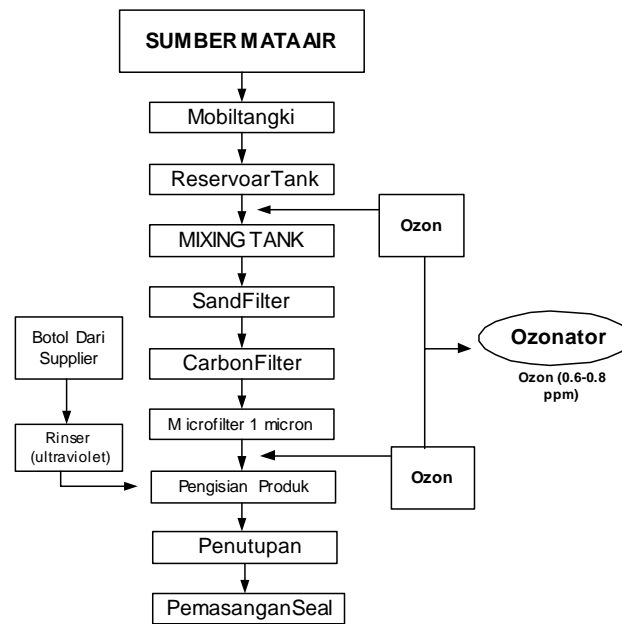 SUMBER MATA AIR
Mobiltangki
ReservoarTank
Ozon
MIXING TANK
SandFilter
Botol Dari
Supplier
Ozonator
CarbonFilter
Ozon (0.6-0.8
ppm)
Microfilter 1 micron
Rinser
(ultraviolet)
Ozon
Pengisian Produk
Penutupan
PemasanganSeal